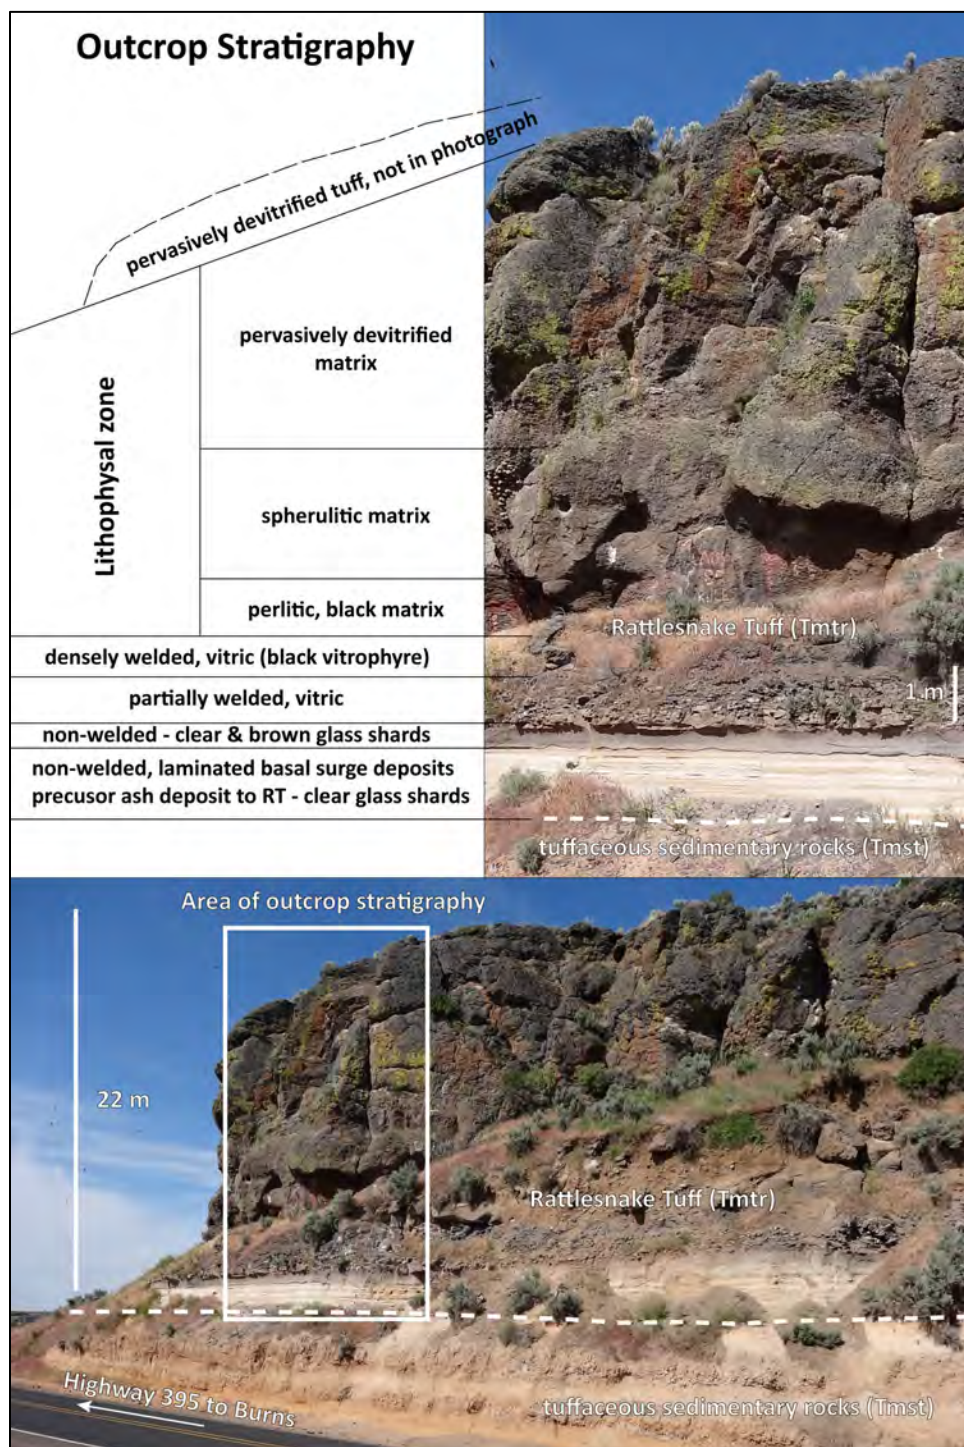 Outcrop Stratigraphy
pervasively devitrified tuff, not in photograph
Lithophysal zone
pervasively devitrified
matrix
spherulitic matrix
perlitic, black matrix
densely welded, vitric (black vitrophyre)
partially welded, vitric
non-welded - clear & brown glass shards
non-welded, laminated basal surge deposits
precusor ash deposit to RT - clear glass shards
Rattlesnake Tuff (Tmtr)
1 m
tuffaceous sedimentary rocks (Tmst)
Area of outcrop stratigraphy
22 m
Rattlesnake Tuff (Tmtr)
Highway 395 to Burns
tuffaceous sedimentary rocks (Tmst)